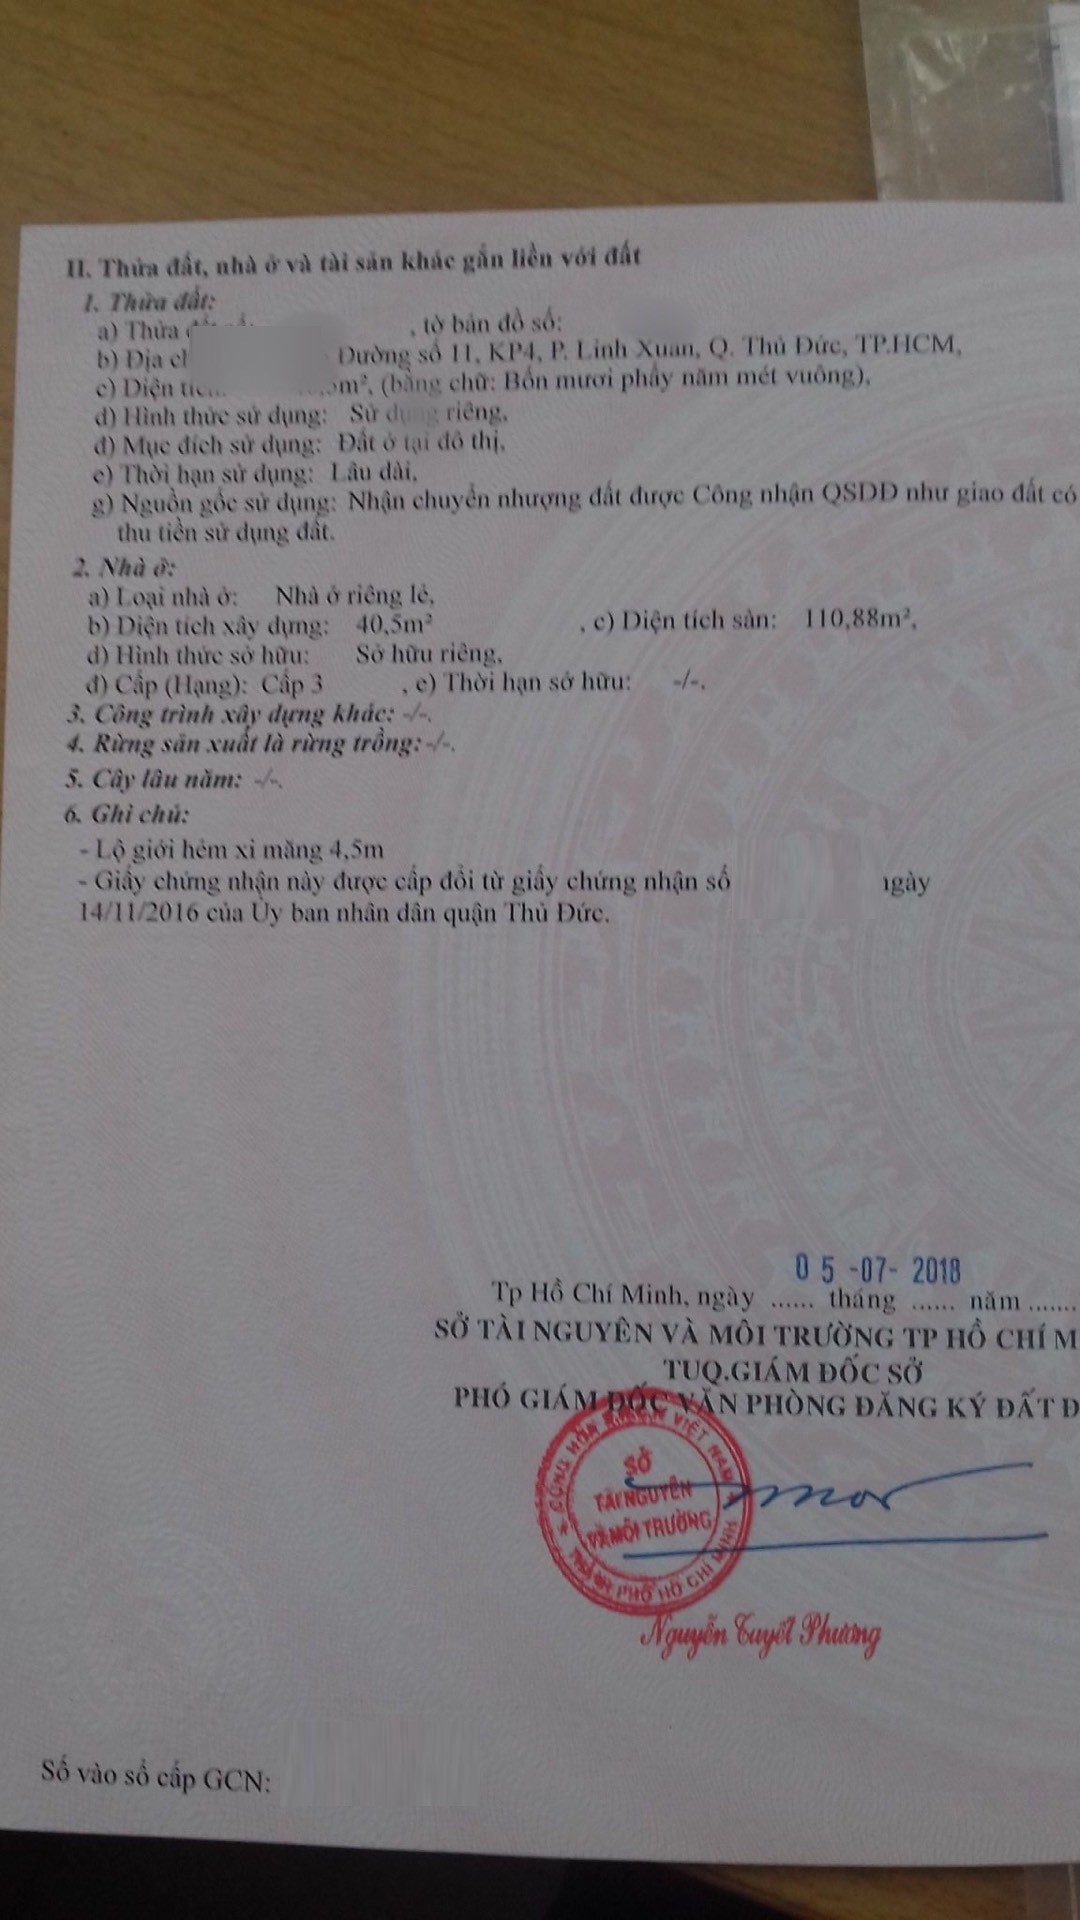 II. Thửa đất, nhà ở và tài sản khác gắn liền với đất
1. Thửa đất:
a) Thửa , tờ bản đồ số:
b) Địa ch Đường số 11, KP4, P. Linh Xuân, Q. Thủ Đức, TP.HCM,
c) Diện m², (bằng chữ: Bốn mươi phẩy năm mét vuông),
d) Hình thức sử dụng: Sử dụng riêng,
đ) Mục đích sử dụng: Đất ở tại đô thị,
e) Thời hạn sử dụng: Lâu dài,
g) Nguồn gốc sử dụng: Nhận chuyển nhượng đất được Công nhận QSDĐ như giao đất có
thu tiền sử dụng đất.
2. Nhà ở:
a) Loại nhà ở: Nhà ở riêng lẻ,
b) Diện tích xây dựng: 40,5m² , c) Diện tích sàn: 110,88m²,
d) Hình thức sở hữu: Sở hữu riêng,
đ) Cấp (Hạng): Cấp 3 , e) Thời hạn sở hữu: -/-.
3. Công trình xây dựng khác: -/-.
4. Rừng sản xuất là rừng trồng: -/-.
5. Cây lâu năm: -/-.
6. Ghi chú:
- Lộ giới hẻm xi măng 4,5m
- Giấy chứng nhận này được cấp đổi từ giấy chứng nhận số ngày
14/11/2016 của Ủy ban nhân dân quận Thủ Đức.
05 -07- 2018
Tp Hồ Chí Minh, ngày ...... tháng ...... năm .......
SỞ TÀI NGUYÊN VÀ MÔI TRƯỜNG TP HỒ CHÍ M
TUQ.GIÁM ĐỐC SỞ
PHÓ GIÁM ĐỐC VĂN PHÒNG ĐĂNG KÝ ĐẤT Đ
CỘNG HÒA VIỆT NAM
SỞ
TÀI NGUYÊN
VÀ MÔI TRƯỜNG
THÀNH PHỐ HỒ CHÍ MINH
Nguyễn Tuyết Phương
Số vào sổ cấp GCN: